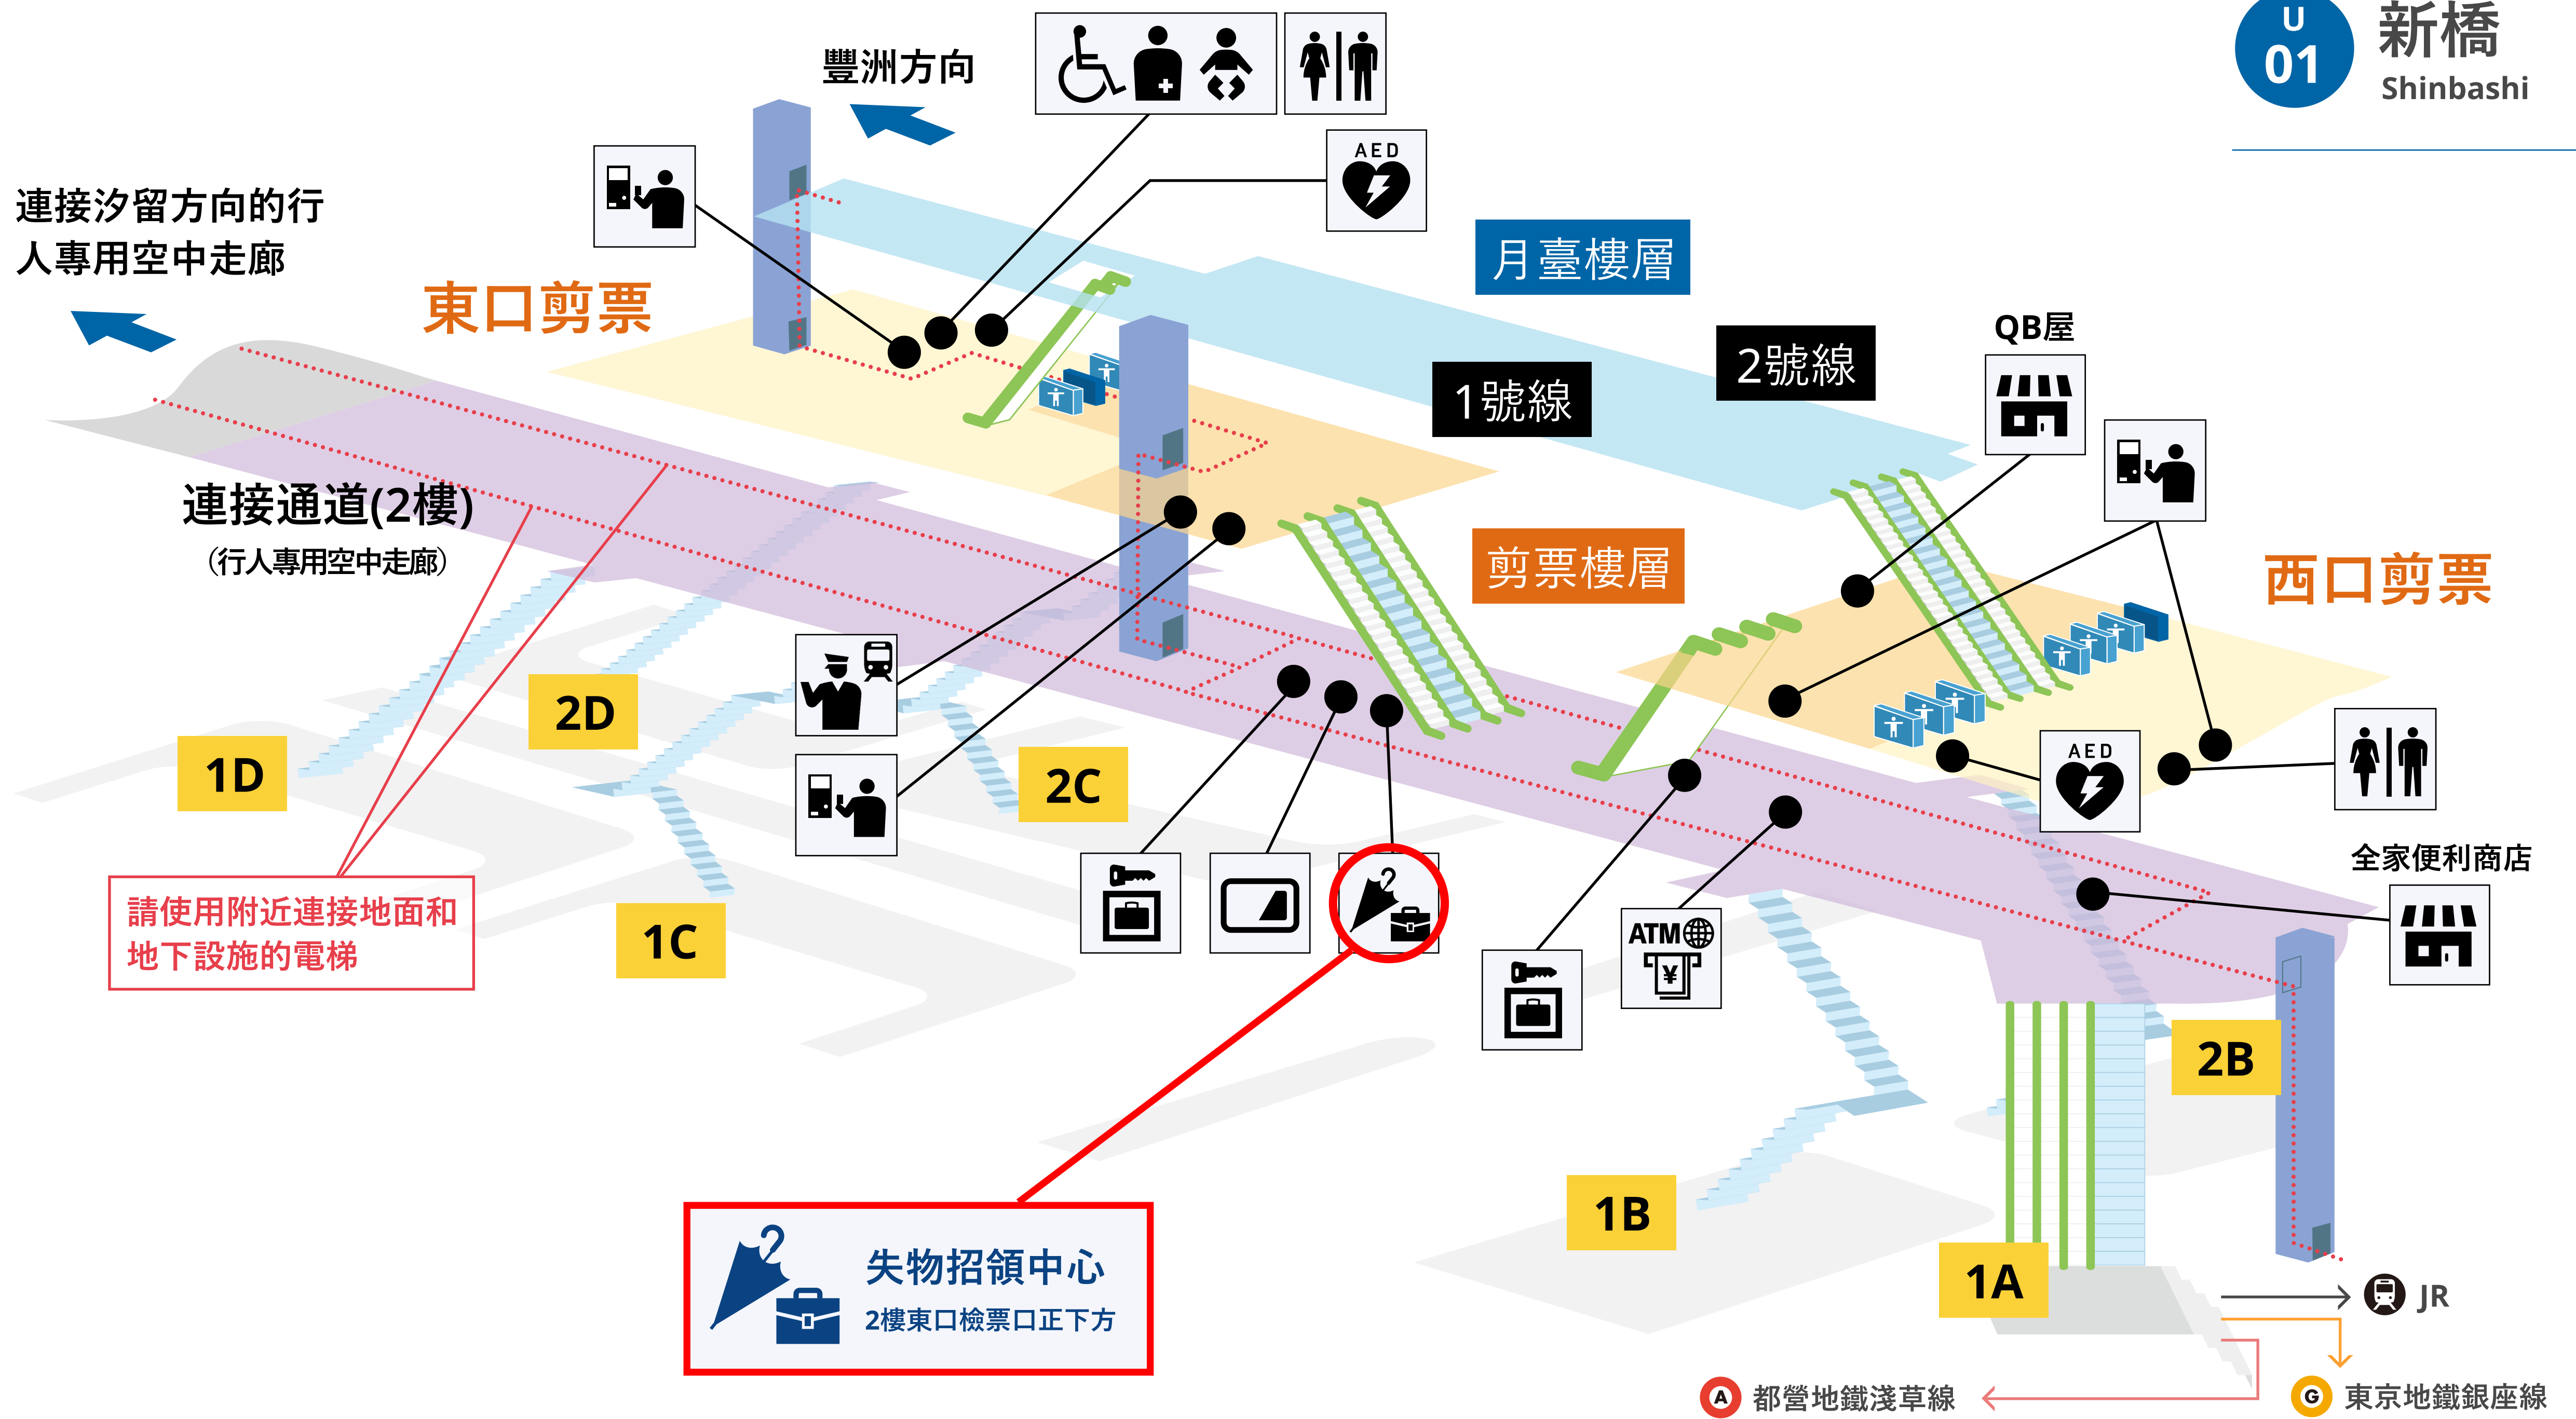 U
01
新橋
Shinbashi
豐洲方向
AED
連接汐留方向的行
人專用空中走廊
東口剪票
月臺樓層
2號線
1號線
QB屋
連接通道(2樓)
（行人專用空中走廊）
剪票樓層
西口剪票
2D
1D
2C
1C
AED
全家便利商店
請使用附近連接地面和
地下設施的電梯
ATM
¥
2B
1B
1A
失物招領中心
2樓東口檢票口正下方
JR
A 都營地鐵淺草線
G 東京地鐵銀座線